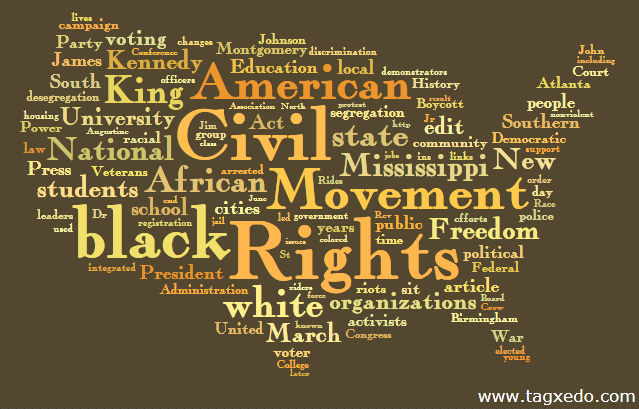 lives
campaign
Party voting changes Johnson John
James Conference Montgomery discrimination including
South Kennedy Education local demonstrators Court
desegregation King officers American History Atlanta
housing University Association North protest Boycott result people nonviolent
Power Augustine Jim Civil segregation Jr Southern
law National racial group Act state http edit community Democratic
class jobs ins links support
Press Veterans arrested Mississippi New
students African Rides Movement order day
leaders Dr school end cities June led government Rev efforts Race
used black registration jail Rights years public Freedom police
issues colored time political
integrated President St Federal
Administration riders riots sit article
white force organizations Board Crow
United March known activists Birmingham
voter Congress War
College elected
later young
www.tagxedo.com